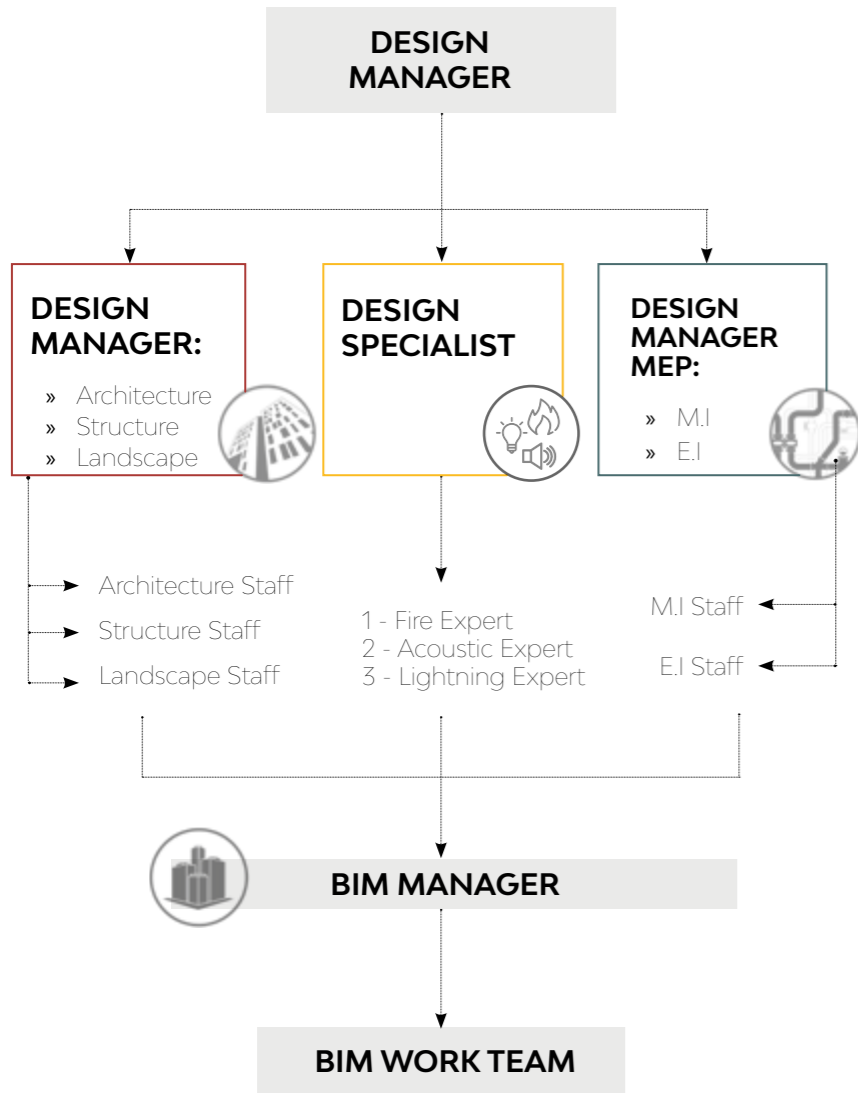 DESIGN
MANAGER
DESIGN
MANAGER:
» Architecture
» Structure
» Landscape
DESIGN
SPECIALIST
DESIGN
MANAGER
MEP:
» M.I
» E.I
Architecture Staff
Structure Staff
Landscape Staff
1 - Fire Expert
2 - Acoustic Expert
3 - Lightning Expert
M.I Staff
E.I Staff
BIM MANAGER
BIM WORK TEAM